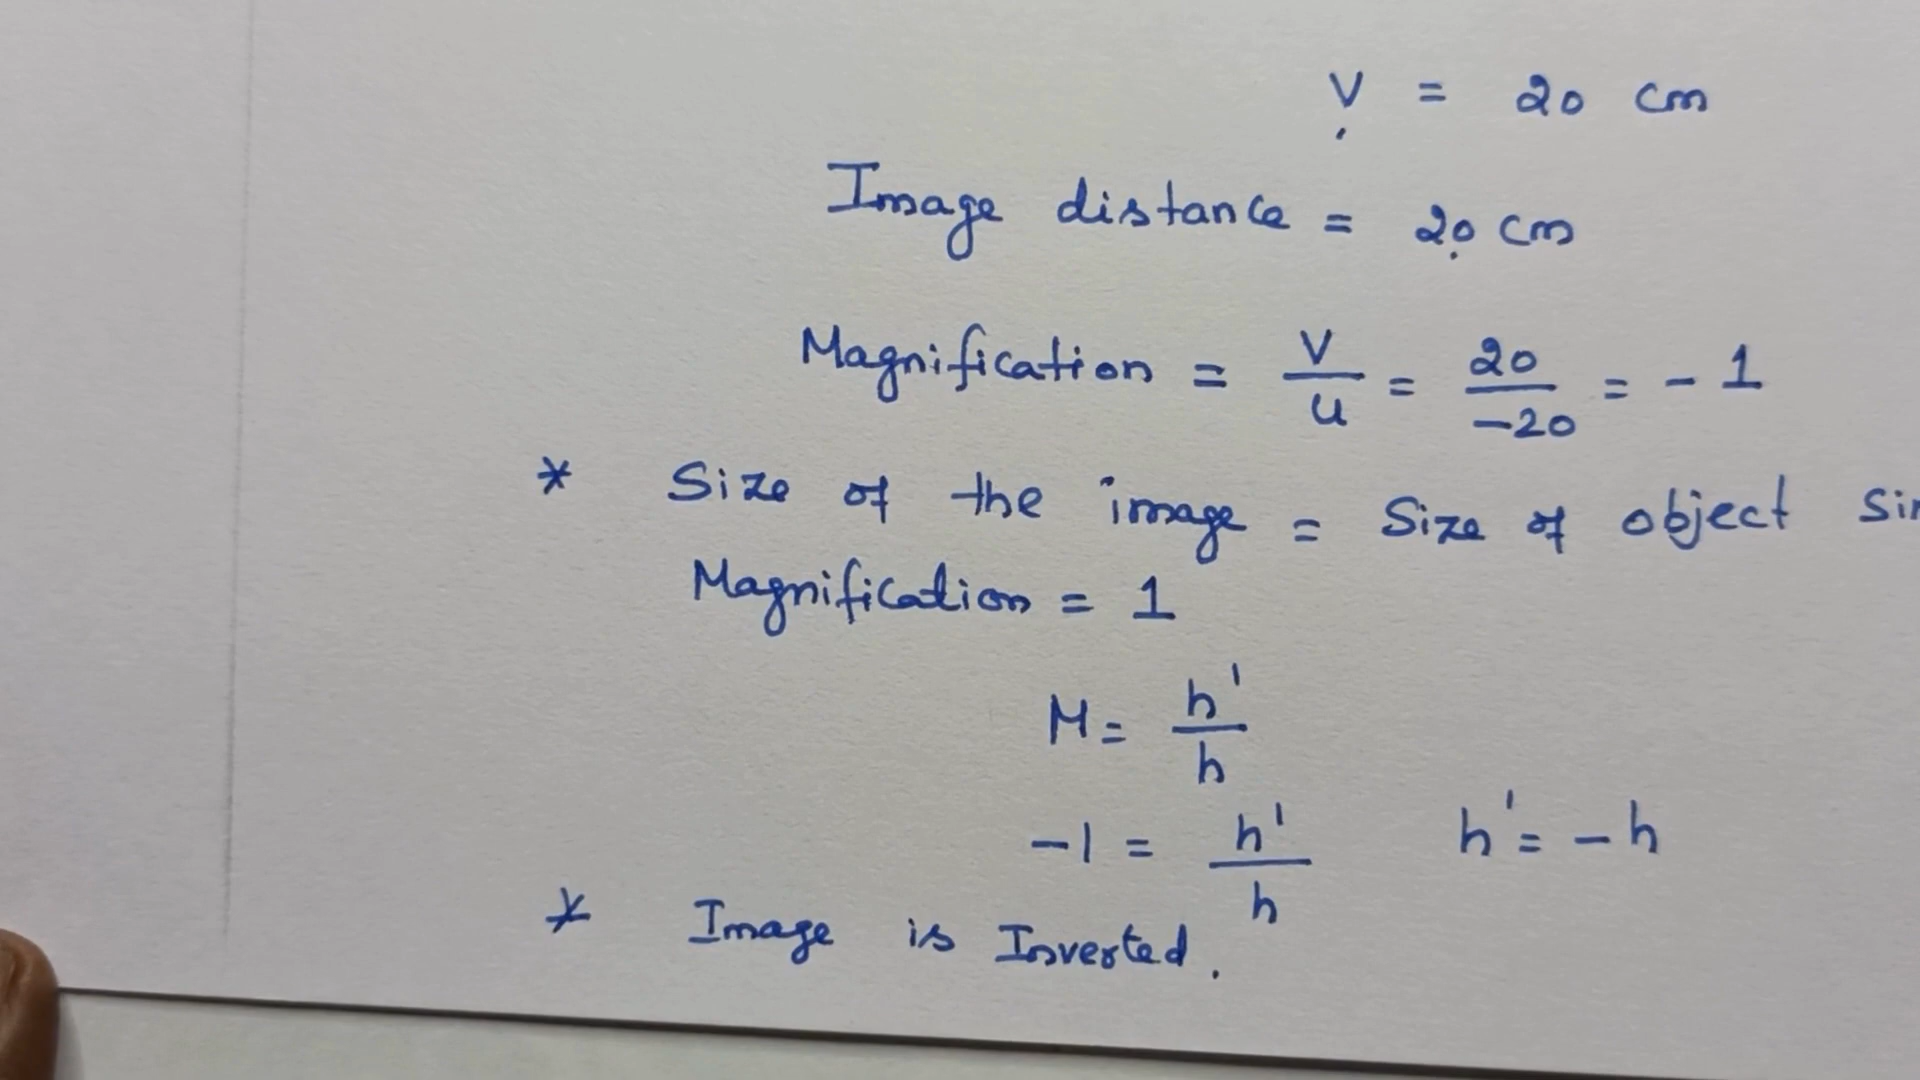 V = 20 cm
Image distance = 20 cm
Magnification = V/u = 20/-20 = - 1
* Size of the image = Size of object
Magnification = 1
M = h'/h
-1 = h'/h h' = - h
* Image is Inverted.